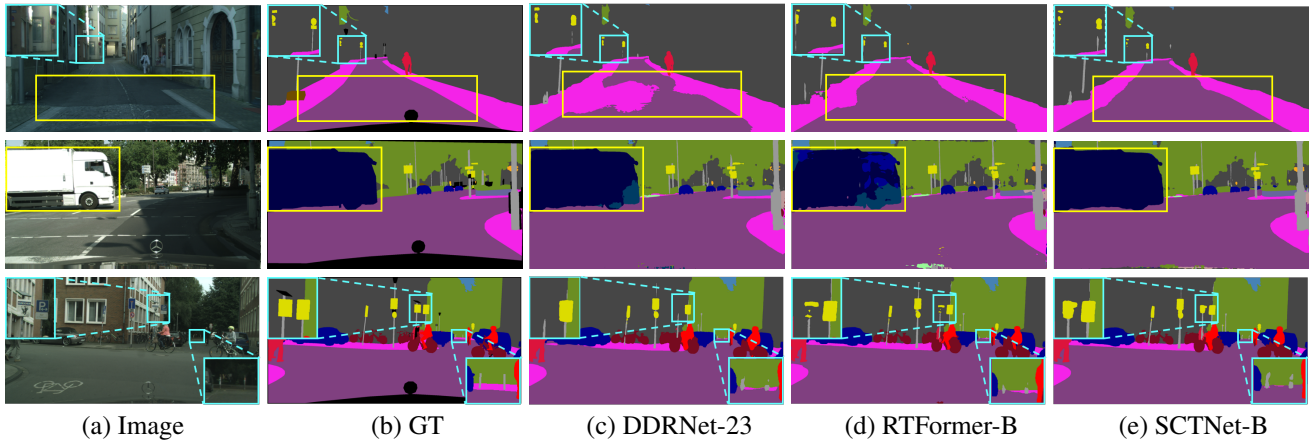 (a) Image
(b) GT
(c) DDRNet-23
(d) RTFormer-B
(e) SCTNet-B